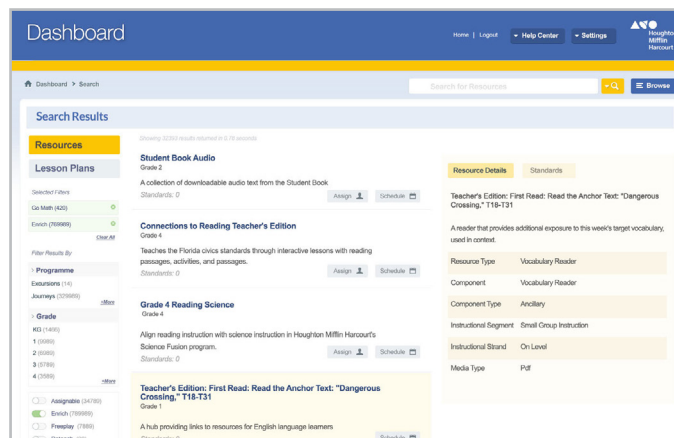 Dashboard
Home | Logout
Help Center
Settings
Houghton
Mifflin
Harcourt
Dashboard > Search
Search for Resources
Browse
Search Results
Resources
Lesson Plans
Selected Filters
Go Math (420)
Enrich (769989)
Clear All
Filter Results By
> Programme
Exursions (14)
Journeys (329989)
+More
> Grade
KG (1499)
1 (9989)
2 (6989)
3 (5789)
4 (3589)
+More
Assignable (34789)
Enrich (769989)
Freeplay (7889)
results returned in 0.78 seconds
Student Book Audio
Grade 2
A collection of downloadable audio text from the Student Book
Standards: 0
Assign
Schedule
Connections to Reading Teacher's Edition
Grade 4
Teaches the Florida civics standards through interactive lessons with reading
passages, activities, and passages.
Standards: 0
Assign
Schedule
Grade 4 Reading Science
Grade 4
Align reading instruction with science instruction in Houghton Mifflin Harcourt's
Science Fusion program.
Standards: 0
Assign
Schedule
Teacher's Edition: First Read: Read the Anchor Text: "Dangerous
Crossing," T18-T31
Grade 1
A hub providing links to resources for English language learners
Schedule
Resource Details
Standards
Teacher's Edition: First Read: Read the Anchor Text: "Dangerous
Crossing," T18-T31
A reader that provides additional exposure to this week's target vocabulary,
used in context.
Resource Type Vocabulary Reader
Component Vocabulary Reader
Component Type Ancillary
Instructional Segment Small Group Instruction
Instructional Strand On Level
Media Type Pdf